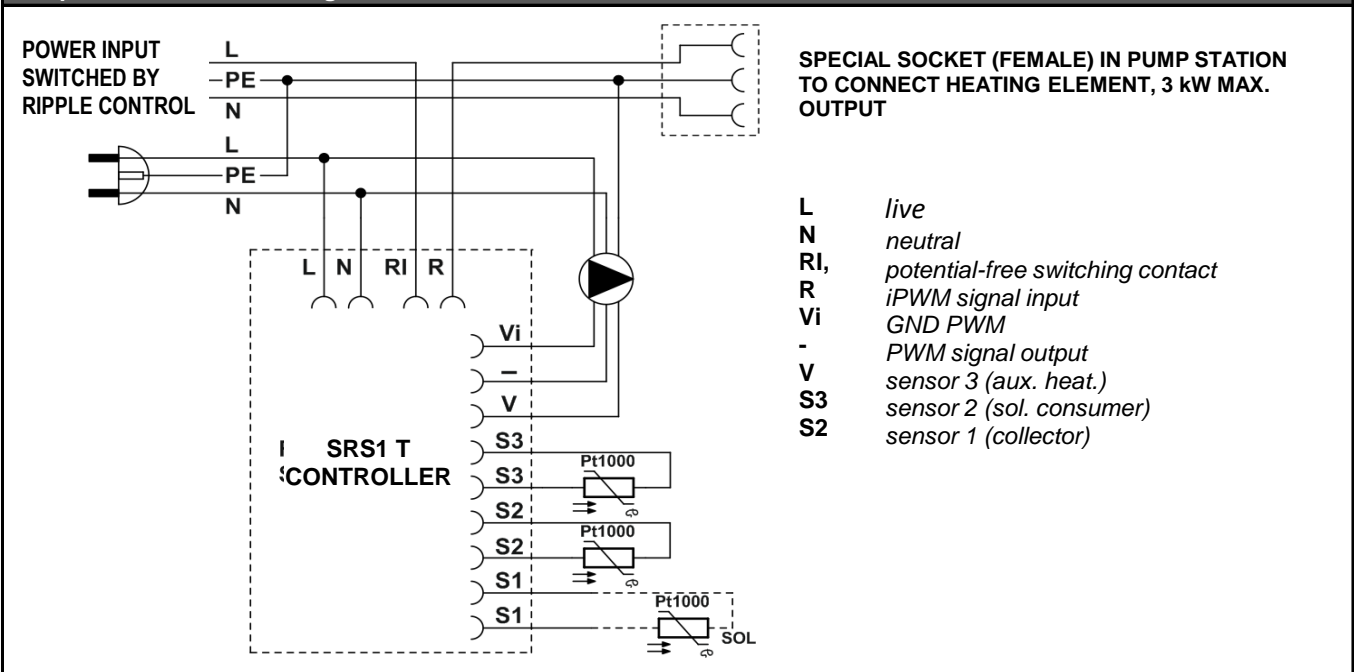 POWER INPUT
SWITCHED BY
RIPPLE CONTROL
L
PE
N
L
PE
N
SPECIAL SOCKET (FEMALE) IN PUMP STATION
TO CONNECT HEATING ELEMENT, 3 kW MAX.
OUTPUT
L live
N neutral
RI, potential-free switching contact
R iPWM signal input
Vi GND PWM
- PWM signal output
V sensor 3 (aux. heat.)
S3 sensor 2 (sol. consumer)
S2 sensor 1 (collector)
L N RI R
Vi
–
V
S3
S3
S2
S2
S1
S1
SRS1 T
CONTROLLER
Pt1000
Pt1000
Pt1000
SOL